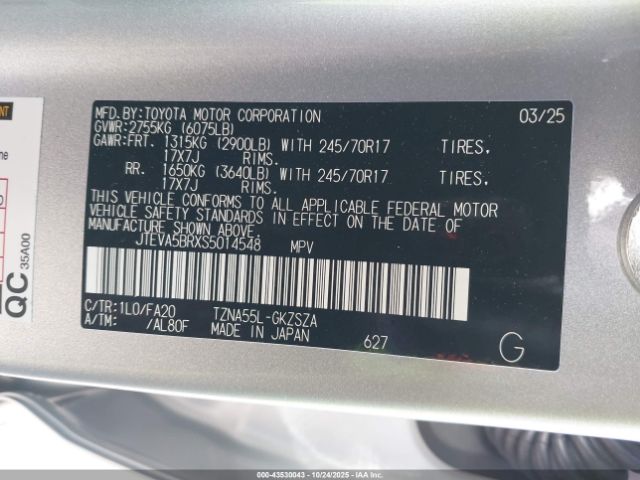 MFD.BY:TOYOTA MOTOR CORPORATION 03/25
GVWR:2755KG (6075LB)
GAWR:FRT. 1315KG (2900LB) WITH 245/70R17 TIRES,
17X7J RIMS.
RR. 1650KG (3640LB) WITH 245/70R17 TIRES,
17X7J RIMS.
THIS VEHICLE CONFORMS TO ALL APPLICABLE FEDERAL MOTOR
VEHICLE SAFETY STANDARDS IN EFFECT ON THE DATE OF
MANUFACTURE SHOWN ABOVE.
JTEVA5BRXS5014548 MPV
C/TR:1L0/FA20 TZNA55L-GKZSZA
A/TM: /AL80F MADE IN JAPAN 627
G
QC
35A00
000-43530043 / 10/24/2025 / IAAI.COM